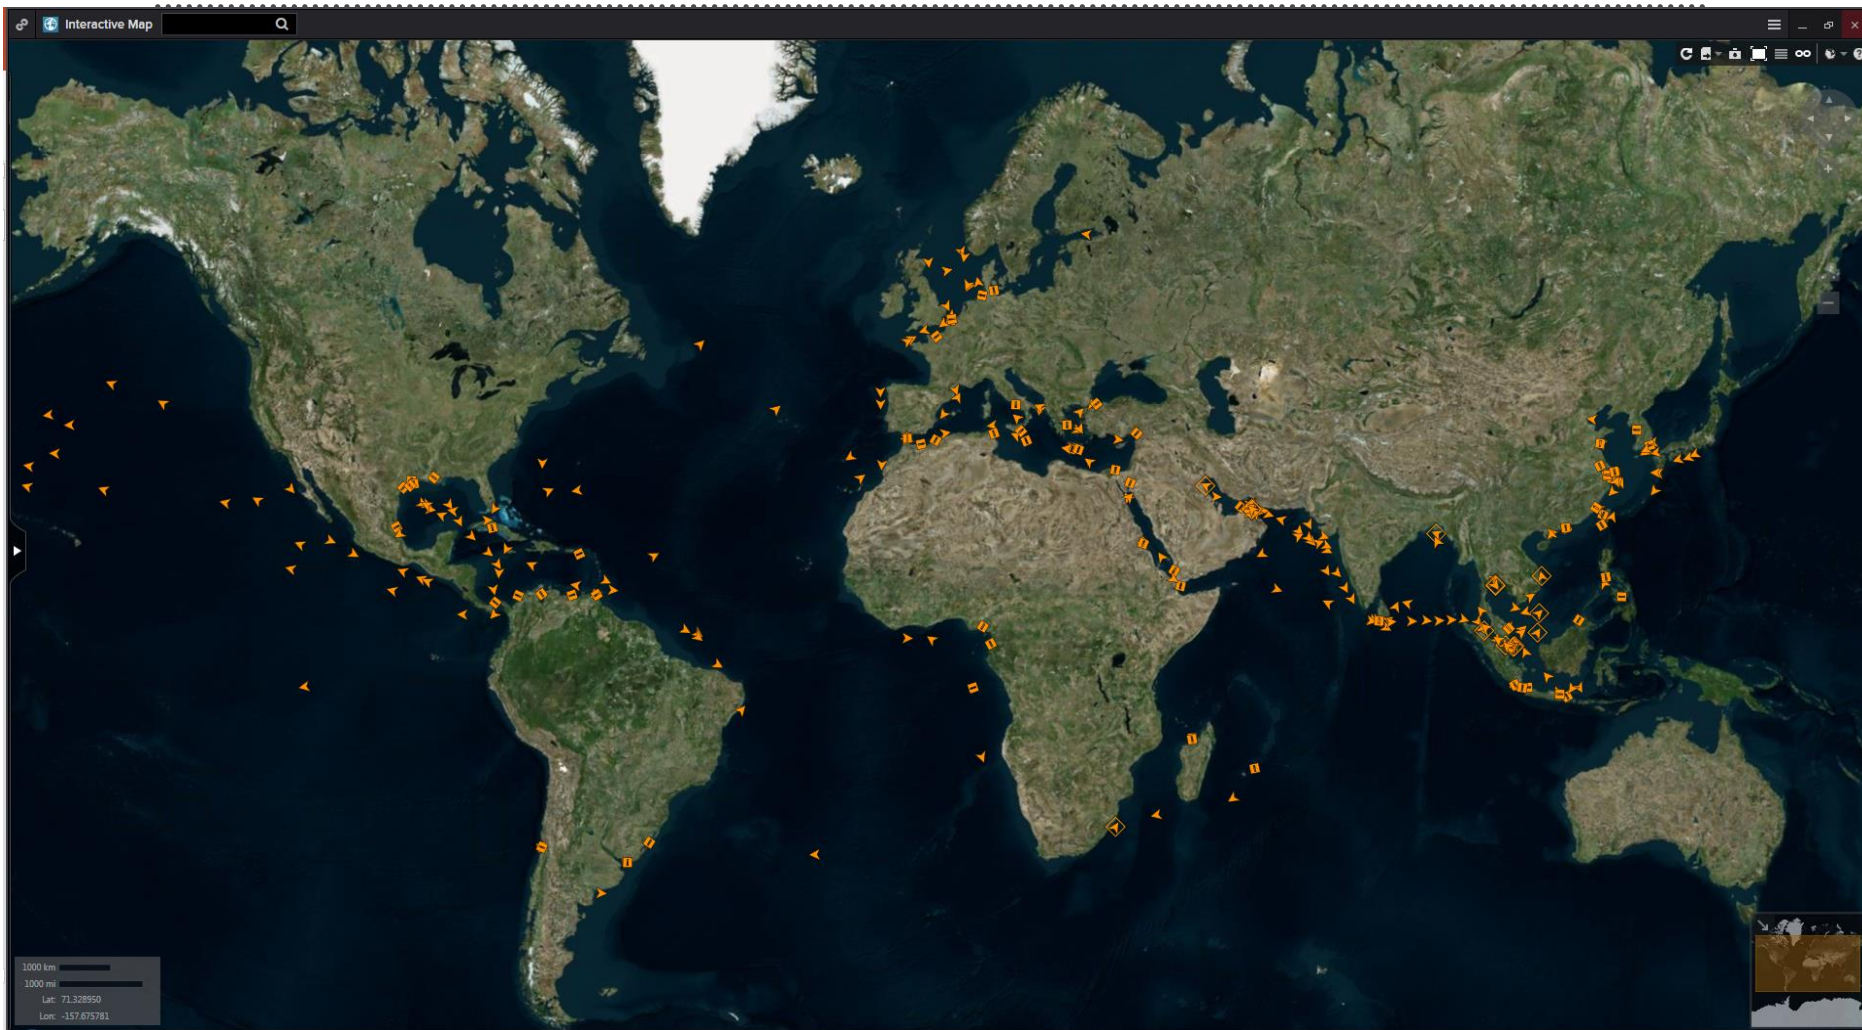 Interactive Map
1000 km
1000 mi
Lat: 71.328950
Lon: -157.675781